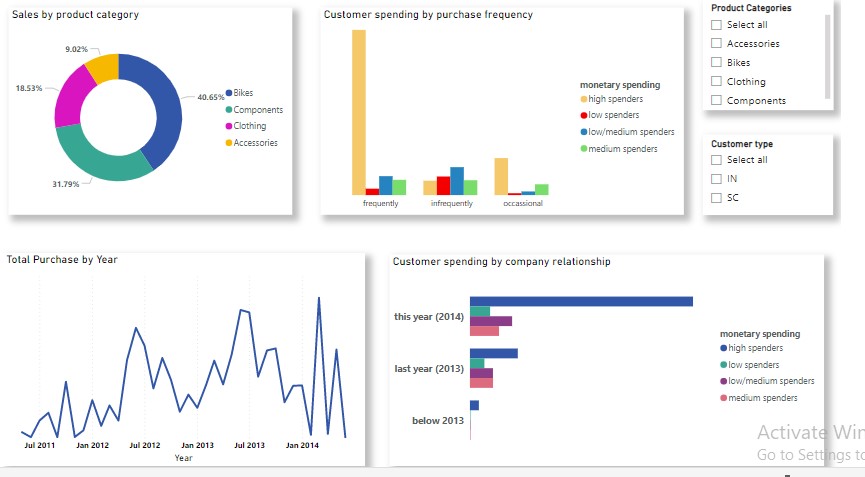 Sales by product category
9.02%
18.53%
40.65%
31.79%
Bikes
Components
Clothing
Accessories
Customer spending by purchase frequency
frequently
infrequently
occassional
monetary spending
high spenders
low spenders
low/medium spenders
medium spenders
Product Categories
Select all
Accessories
Bikes
Clothing
Components
Customer type
Select all
IN
SC
Total Purchase by Year
Jul 2011 Jan 2012 Jul 2012 Jan 2013 Jul 2013 Jan 2014
Year
Customer spending by company relationship
this year (2014)
last year (2013)
below 2013
monetary spending
high spenders
low spenders
low/medium spenders
medium spenders
Activate Win
Go to Settings to